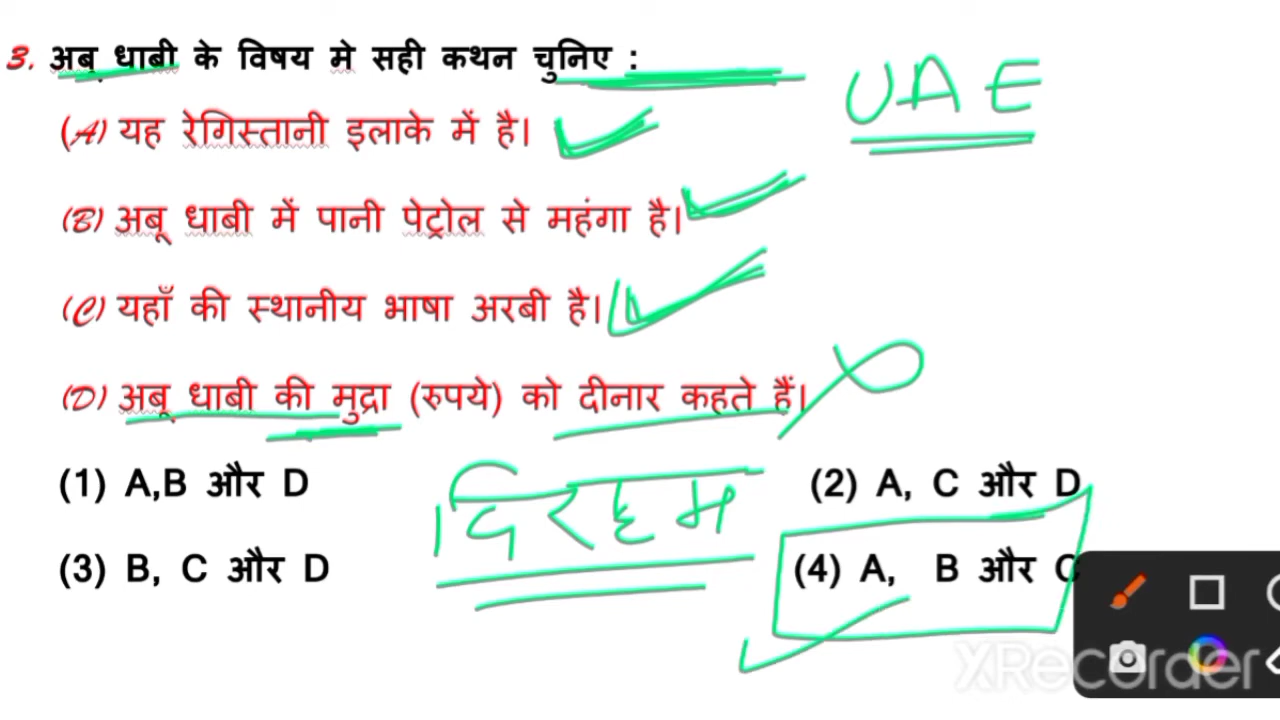 3. अबू धाबी के विषय मे सही कथन चुनिए :
UAE
(A) यह रेगिस्तानी इलाके में है।
(B) अबू धाबी में पानी पेट्रोल से महंगा है।
(C) यहाँ की स्थानीय भाषा अरबी है।
(D) अबू धाबी की मुद्रा (रुपये) को दीनार कहते हैं।
(1) A,B और D
दिरहम
(2) A, C और D
(3) B, C और D
(4) A, B और C
XRecorder